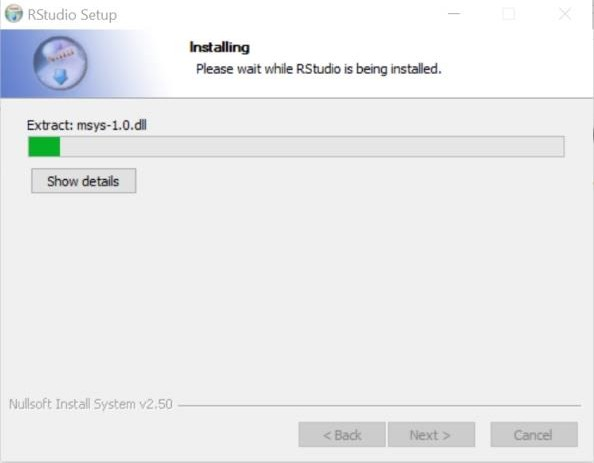 RStudio Setup
Installing
Please wait while RStudio is being installed.
Extract: msys-1.0.dll
Show details
Nullsoft Install System v2.50
< Back Next > Cancel